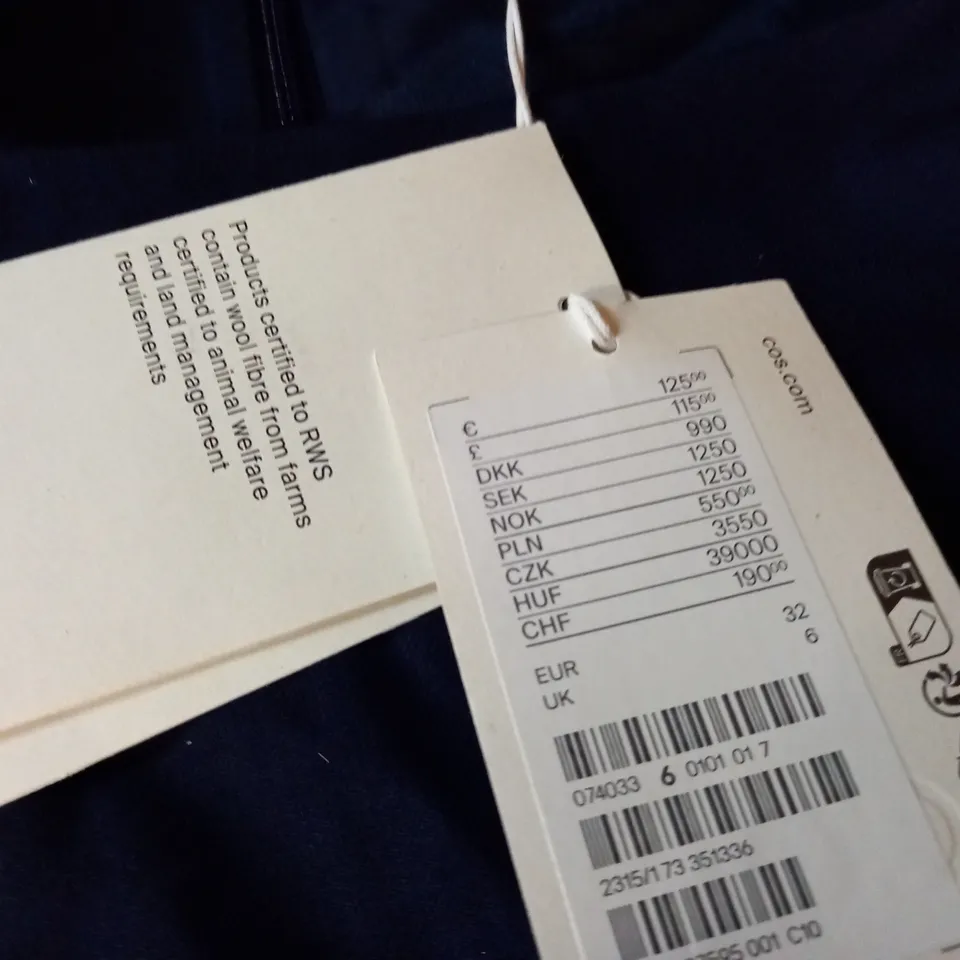 Products certified to RWS
contain wool fibre from farms
certified to animal welfare
and land management
requirements
cos.com
€ 125⁰⁰
£ 115⁰⁰
DKK 990
SEK 1250
NOK 1250
PLN 550⁰⁰
CZK 3550
HUF 39000
CHF 190⁰⁰
EUR 32
UK 6
074033 6 0101 01 7
2315/1 73 351336
001 C10